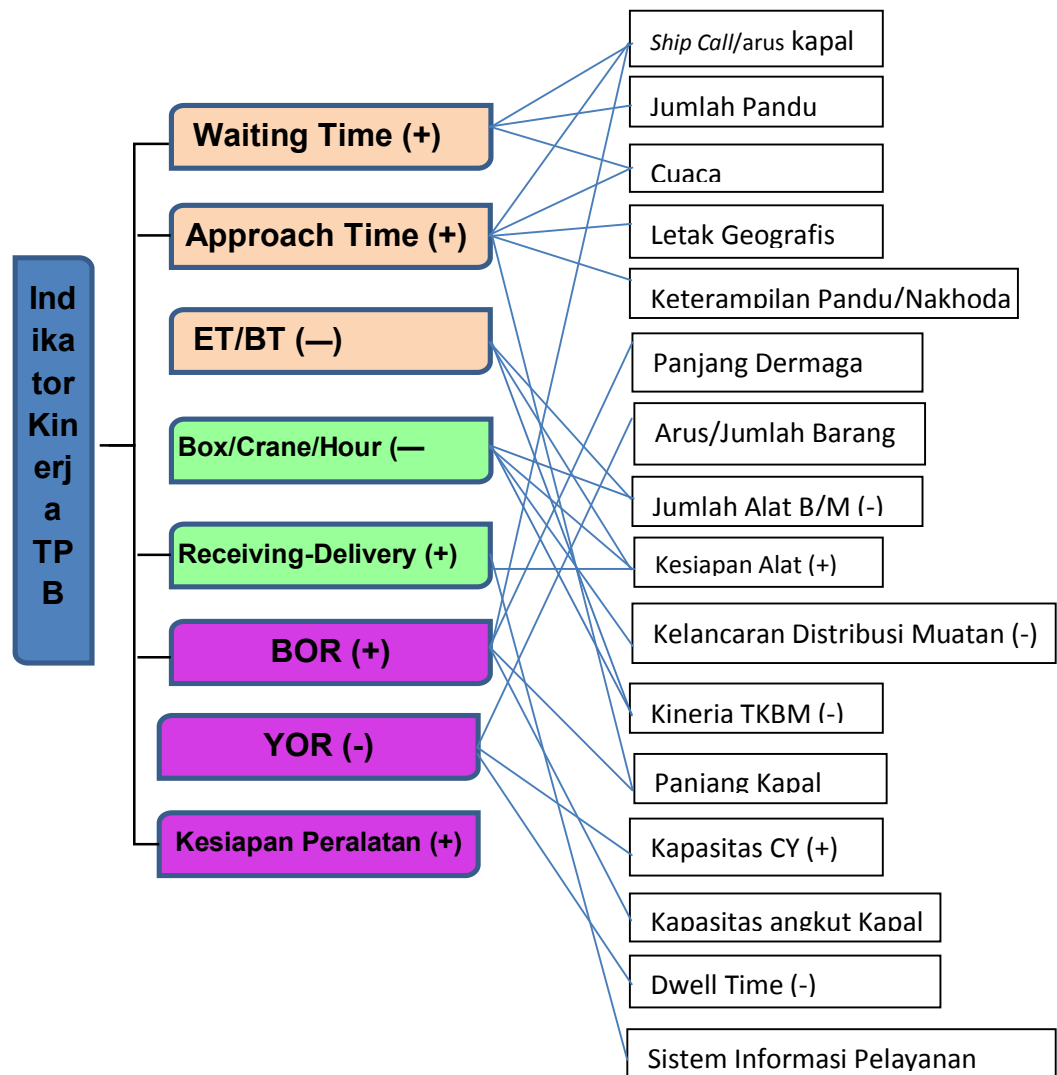 Ind
ika
tor
Kin
erj
a
TP
B
Waiting Time (+)
Approach Time (+)
ET/BT (—)
Box/Crane/Hour (—
Receiving-Delivery (+)
BOR (+)
YOR (-)
Kesiapan Peralatan (+)
Ship Call/arus kapal
Jumlah Pandu
Cuaca
Letak Geografis
Keterampilan Pandu/Nakhoda
Panjang Dermaga
Arus/Jumlah Barang
Jumlah Alat B/M (-)
Kesiapan Alat (+)
Kelancaran Distribusi Muatan (-)
Kinerja TKBM (-)
Panjang Kapal
Kapasitas CY (+)
Kapasitas angkut Kapal
Dwell Time (-)
Sistem Informasi Pelayanan